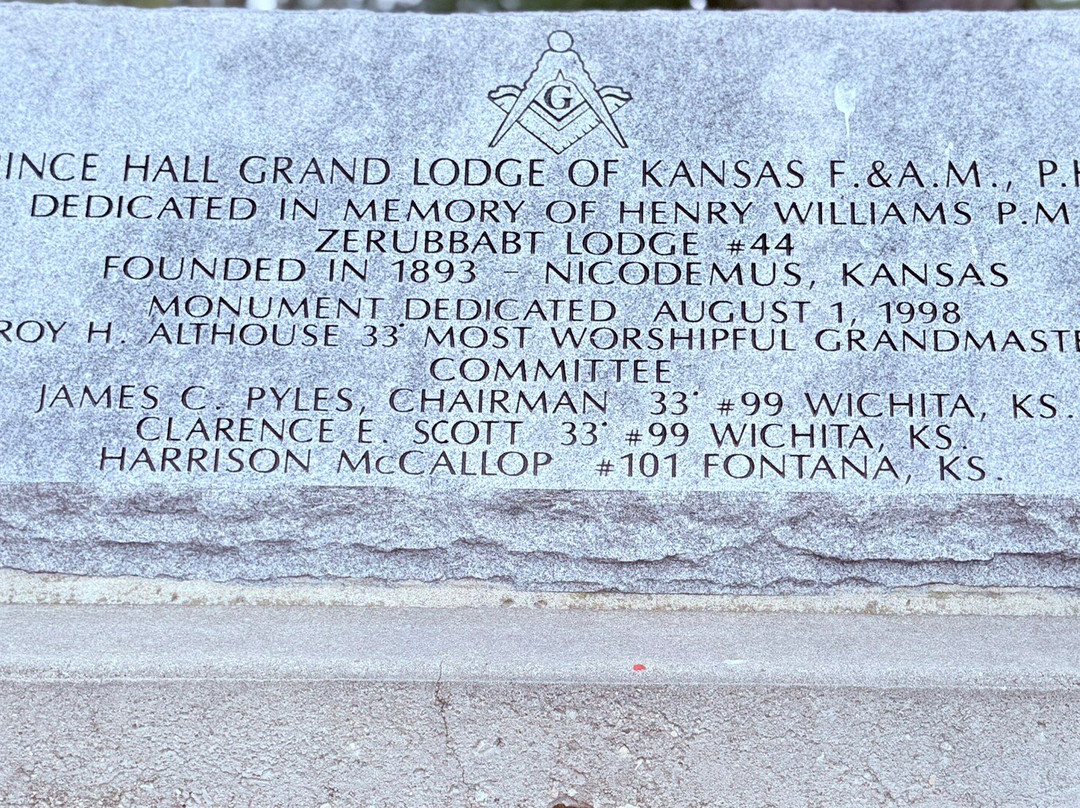 G
INCE HALL GRAND LODGE OF KANSAS F.&A.M., P.H
DEDICATED IN MEMORY OF HENRY WILLIAMS P.M
ZERUBBABT LODGE #44
FOUNDED IN 1893 - NICODEMUS, KANSAS
MONUMENT DEDICATED AUGUST 1, 1998
ROY H. ALTHOUSE 33° MOST WORSHIPFUL GRANDMASTE
COMMITTEE
JAMES C. PYLES, CHAIRMAN 33° #99 WICHITA, KS.
CLARENCE E. SCOTT 33° #99 WICHITA, KS.
HARRISON McCALLOP #101 FONTANA, KS.